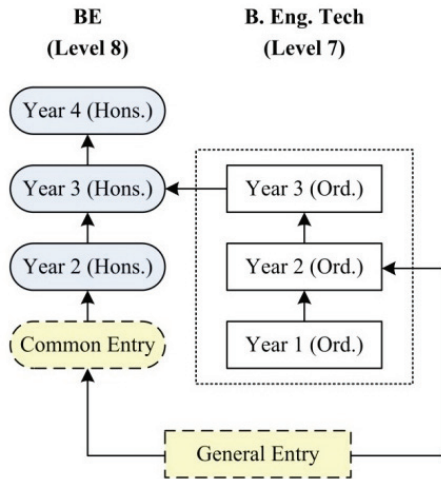 BE
(Level 8)
B. Eng. Tech
(Level 7)
Year 4 (Hons.)
Year 3 (Hons.)
Year 3 (Ord.)
Year 2 (Hons.)
Year 2 (Ord.)
Common Entry
Year 1 (Ord.)
General Entry